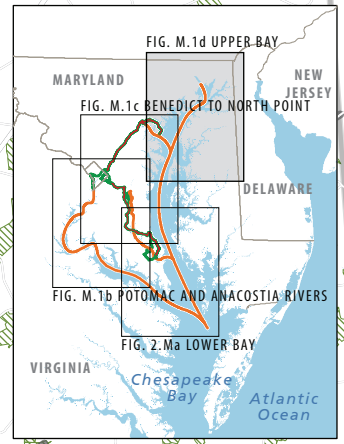 FIG. M.1d UPPER BAY
MARYLAND
NEW
JERSEY
FIG. M.1c BENEDICT TO NORTH POINT
DELAWARE
FIG. M.1b POTOMAC AND ANACOSTIA RIVERS
FIG. 2.Ma LOWER BAY
VIRGINIA
Chesapeake
Bay
Atlantic
Ocean